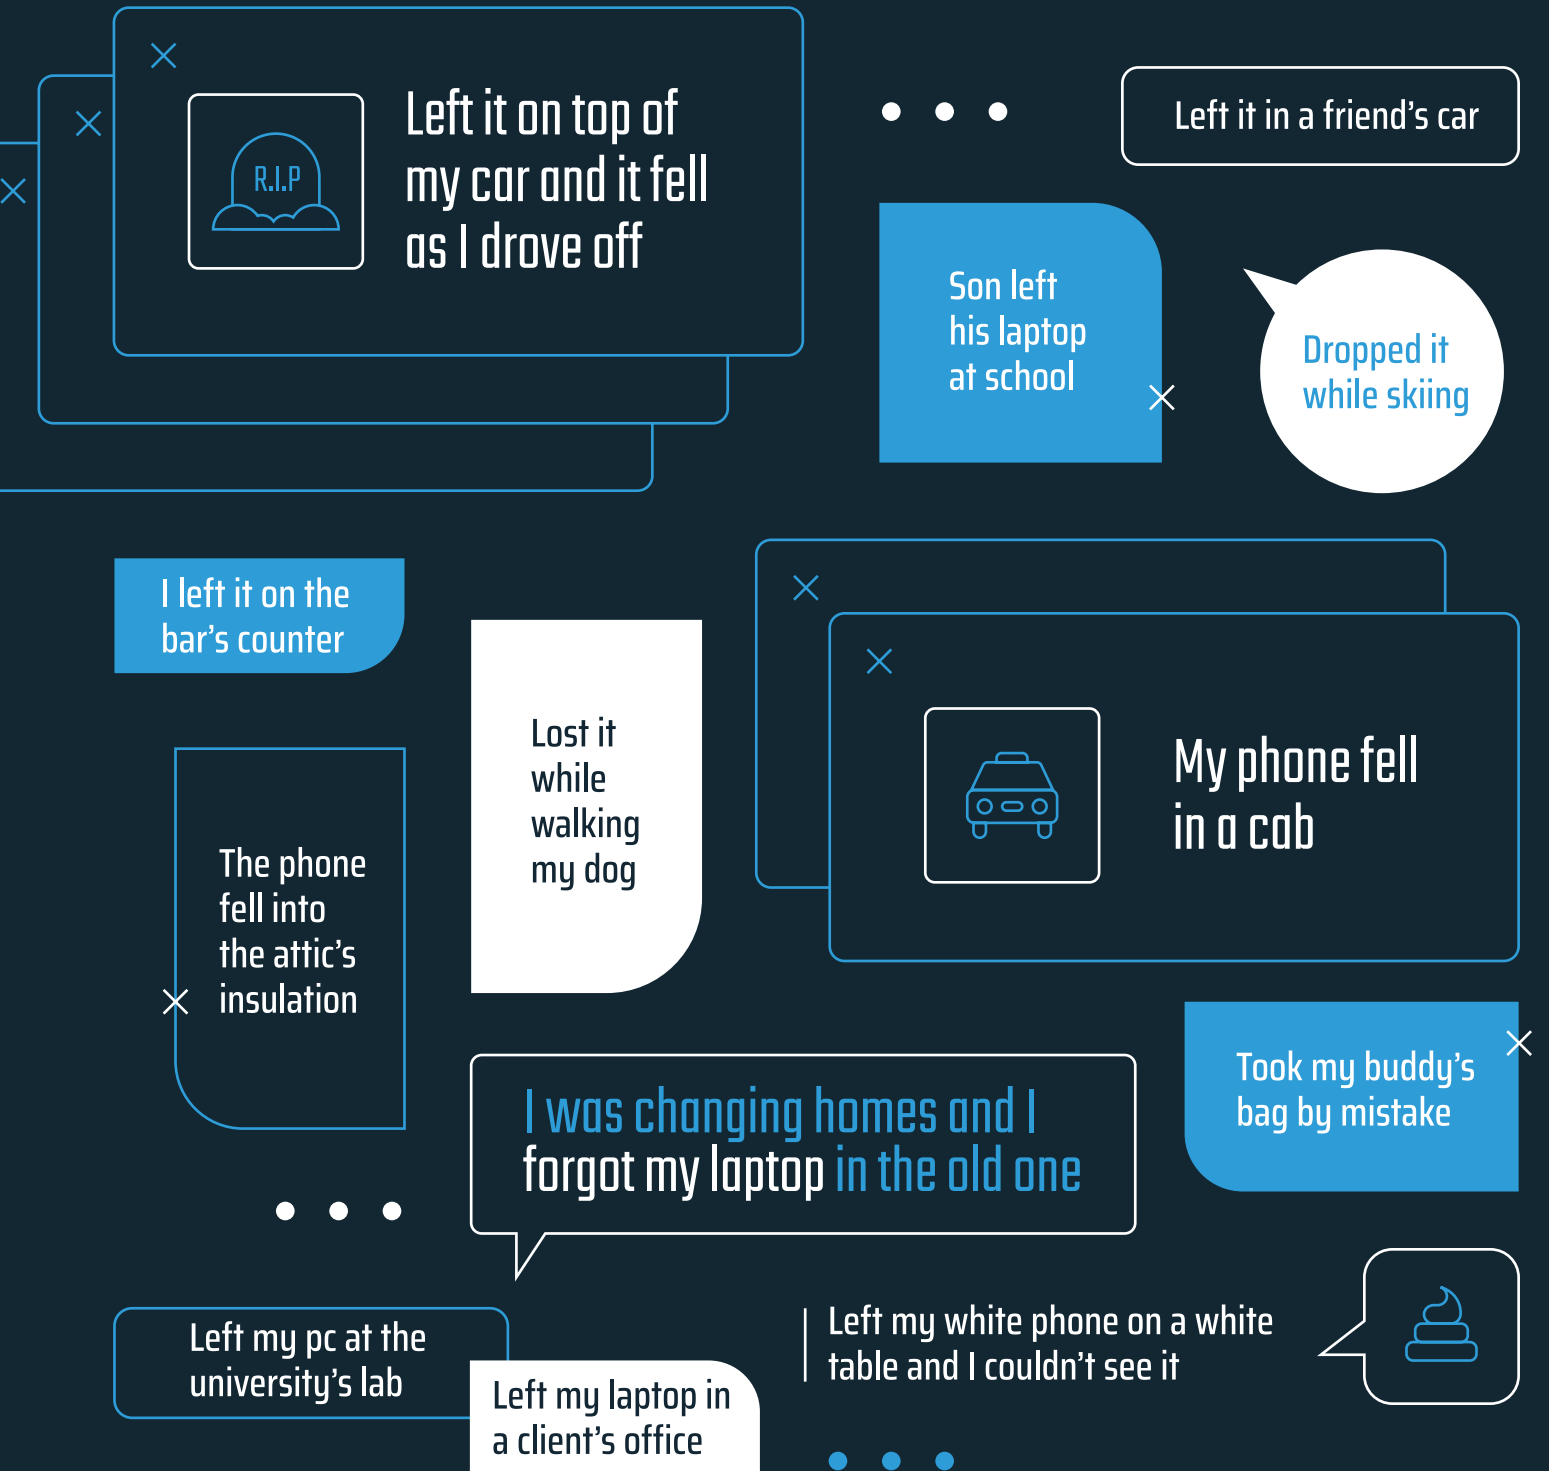 R.I.P
Left it on top of
my car and it fell
as I drove off
Left it in a friend's car
Son left
his laptop
at school
Dropped it
while skiing
I left it on the
bar's counter
Lost it
while
walking
my dog
My phone fell
in a cab
The phone
fell into
the attic's
insulation
Took my buddy's
bag by mistake
I was changing homes and I
forgot my laptop in the old one
Left my pc at the
university's lab
Left my white phone on a white
table and I couldn't see it
Left my laptop in
a client's office